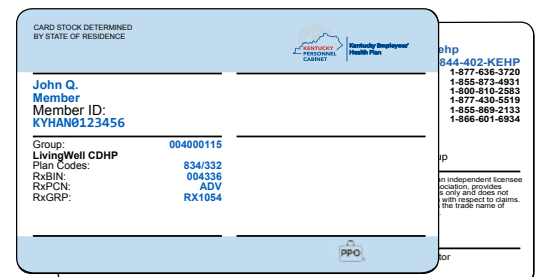 CARD STOCK DETERMINED
BY STATE OF RESIDENCE
KENTUCKY
PERSONNEL
CABINET
Kentucky Employees'
Health Plan
John Q.
Member
Member ID:
KYHAN0123456
Group: 004000115
LivingWell CDHP
Plan Codes: 834/332
RxBIN: 004336
RxPCN: ADV
RxGRP: RX1054
PPO
ehp
844-402-KEHP
1-877-636-3720
1-855-873-4931
1-800-810-2583
1-877-430-5519
1-855-869-2133
1-866-601-6934
up
an independent licensee
ociation, provides
s only and does not
with respect to claims.
the trade name of
tor